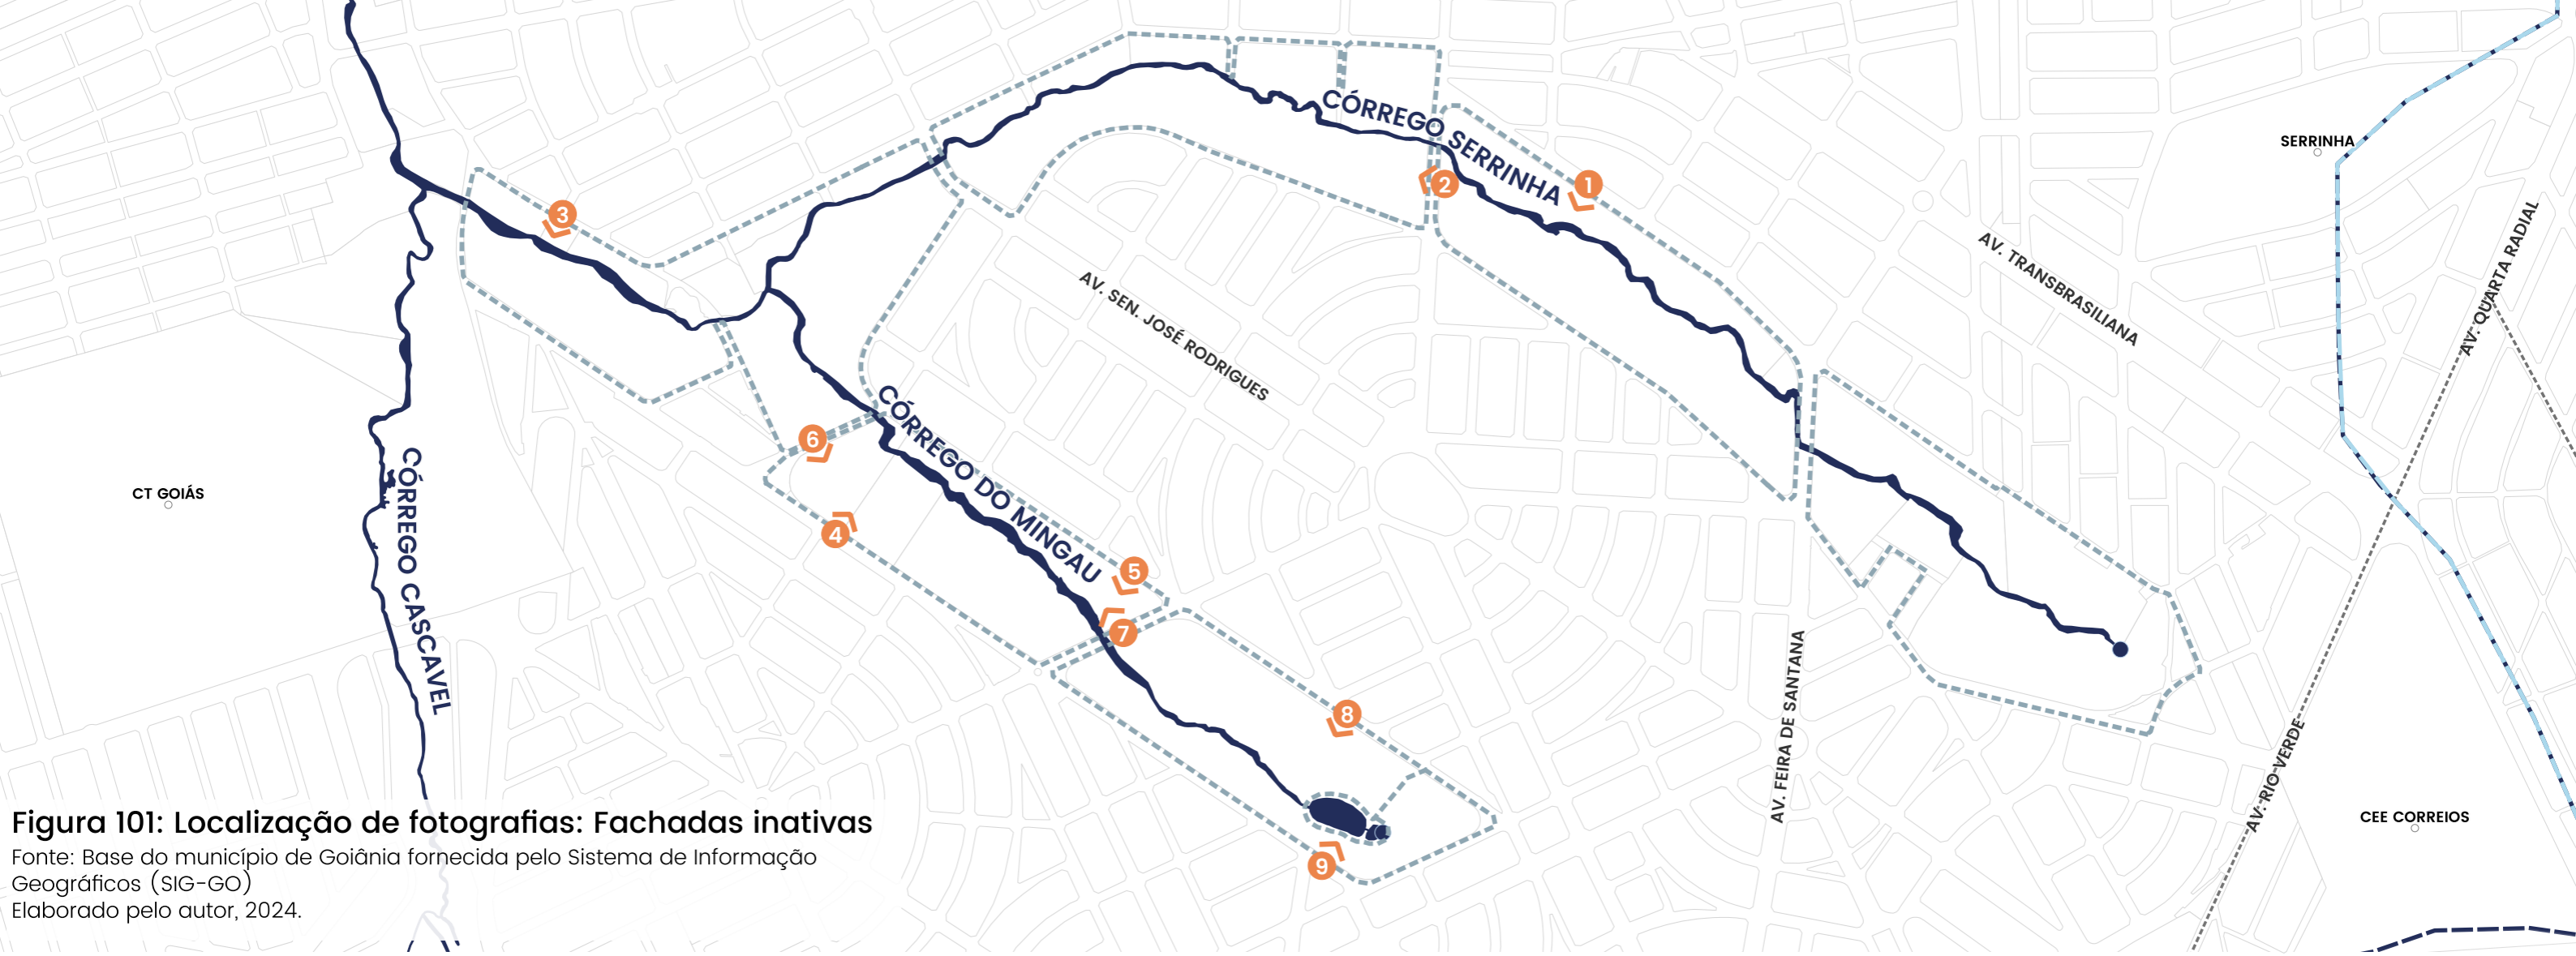 CÓRREGO SERRINHA
SERRINHA
1
2
3
AV. TRANSBRASILIANA
AV. QUARTA RADIAL
AV. SEN. JOSÉ RODRIGUES
CÓRREGO DO MINGAU
6
CT GOIÁS
CÓRREGO CASCAVEL
4
5
7
8
AV. FEIRA DE SANTANA
AV. RIO VERDE
CEE CORREIOS
9
Figura 101: Localização de fotografias: Fachadas inativas
Fonte: Base do município de Goiânia fornecida pelo Sistema de Informação
Geográficos (SIG-GO)
Elaborado pelo autor, 2024.